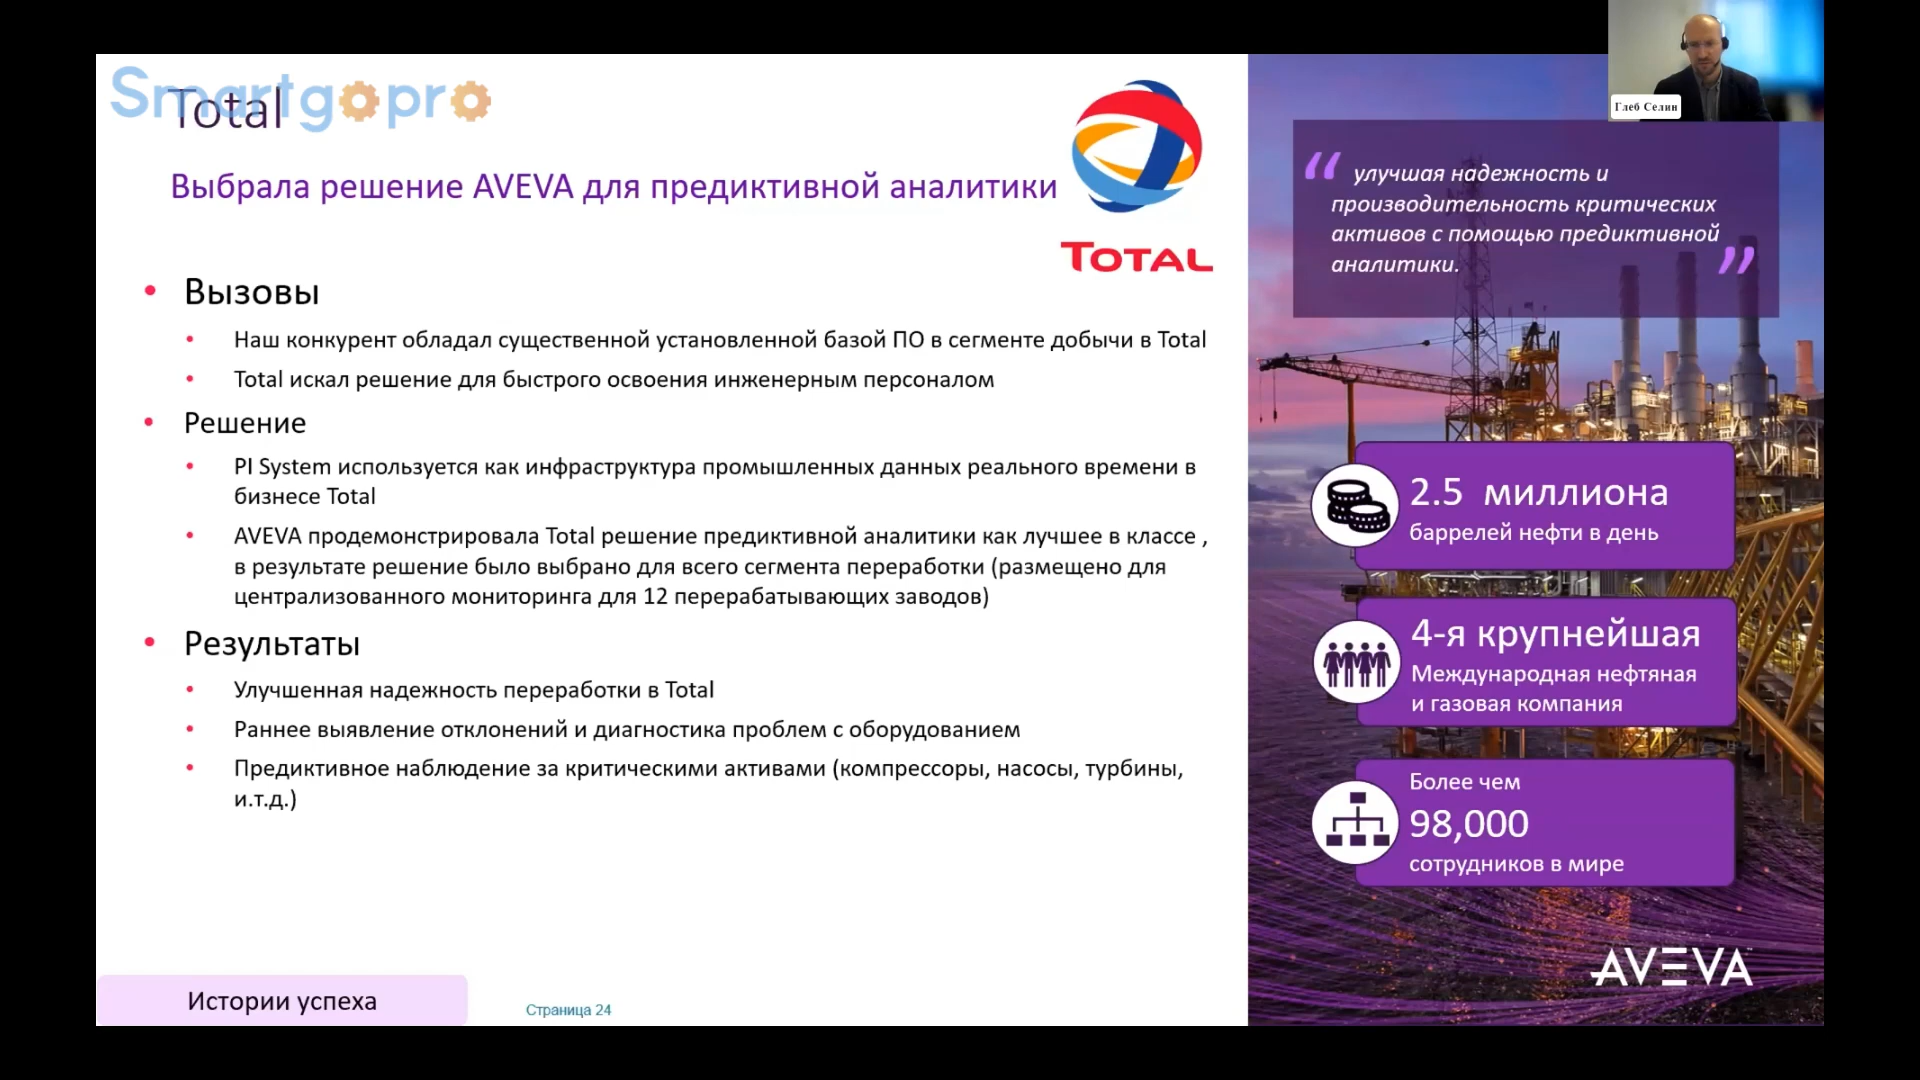 Smartgopro
Total
Выбрала решение AVEVA для предиктивной аналитики
TOTAL
• Вызовы
• Наш конкурент обладал существенной установленной базой ПО в сегменте добычи в Total
• Total искал решение для быстрого освоения инженерным персоналом
• Решение
• PI System используется как инфраструктура промышленных данных реального времени в
бизнесе Total
• AVEVA продемонстрировала Total решение предиктивной аналитики как лучшее в классе ,
в результате решение было выбрано для всего сегмента переработки (размещено для
централизованного мониторинга для 12 перерабатывающих заводов)
• Результаты
• Улучшенная надежность переработки в Total
• Раннее выявление отклонений и диагностика проблем с оборудованием
• Предиктивное наблюдение за критическими активами (компрессоры, насосы, турбины,
и.т.д.)
Истории успеха
Страница 24
Глеб Селин
“ улучшая надежность и
производительность критических
активов с помощью предиктивной
аналитики. ”
2.5 миллиона
баррелей нефти в день
4-я крупнейшая
Международная нефтяная
и газовая компания
Более чем
98,000
сотрудников в мире
AVEVA